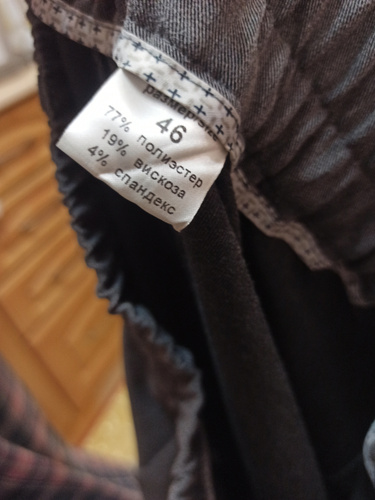 размер
46
77% полиэстер
19% вискоза
4% спандекс